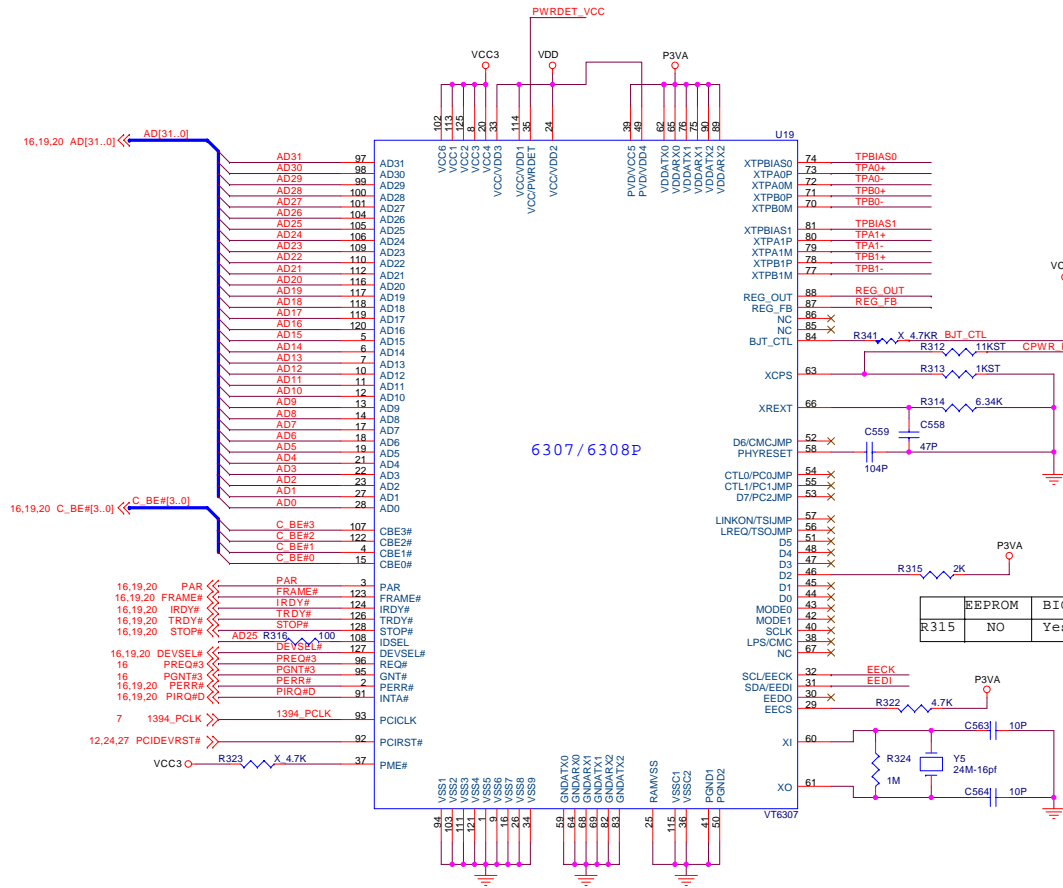 PWRDET_VCC
VCC3 VDD P3VA
102 113 125 8 20 33 114 35 24 39 49 62 65 76 75 90 89
U19
VCC6 VCC1 VCC2 VCC3 VCC4 VCC/VDD3 VCC/VDD1 VCC/PWRDET VCC/VDD2 PVD/VCC5 PVD/VDD4 VDDATX0 VDDARX0 VDDATX1 VDDARX1 VDDATX2 VDDARX2
16,19,20 AD[31..0] AD[31..0]
AD31 97 AD31
AD30 98 AD30
AD29 99 AD29
AD28 100 AD28
AD27 101 AD27
AD26 104 AD26
AD25 105 AD25
AD24 106 AD24
AD23 109 AD23
AD22 110 AD22
AD21 112 AD21
AD20 116 AD20
AD19 117 AD19
AD18 118 AD18
AD17 119 AD17
AD16 120 AD16
AD15 5 AD15
AD14 6 AD14
AD13 7 AD13
AD12 10 AD12
AD11 11 AD11
AD10 12 AD10
AD9 13 AD9
AD8 14 AD8
AD7 17 AD7
AD6 18 AD6
AD5 19 AD5
AD4 21 AD4
AD3 22 AD3
AD2 23 AD2
AD1 27 AD1
AD0 28 AD0
16,19,20 C_BE#[3..0] C_BE#[3..0]
C_BE#3 107 CBE3#
C_BE#2 122 CBE2#
C_BE#1 4 CBE1#
C_BE#0 15 CBE0#
16,19,20 PAR PAR 3 PAR
16,19,20 FRAME# FRAME# 123 FRAME#
16,19,20 IRDY# IRDY# 124 IRDY#
16,19,20 TRDY# TRDY# 126 TRDY#
16,19,20 STOP# STOP# 128 STOP#
AD25 R316 100 108 IDSEL
16,19,20 DEVSEL# DEVSEL# 127 DEVSEL#
16 PREQ#3 PREQ#3 96 REQ#
16 PGNT#3 PGNT#3 95 GNT#
16,19,20 PERR# PERR# 2 PERR#
16,19,20 PIRQ#D PIRQ#D 91 INTA#
7 1394_PCLK 1394_PCLK 93 PCICLK
12,24,27 PCIDEVRST# 92 PCIRST#
VCC3 R323 X_4.7K 37 PME#
6307/6308P
XTPBIAS0 74 TPBIAS0
XTPA0P 73 TPA0+
XTPA0M 72 TPA0-
XTPB0P 71 TPB0+
XTPB0M 70 TPB0-
XTPBIAS1 81 TPBIAS1
XTPA1P 80 TPA1+
XTPA1M 79 TPA1-
XTPB1P 78 TPB1+
XTPB1M 77 TPB1-
REG_OUT 88 REG_OUT
REG_FB 87 REG_FB
NC 86
NC 85
BJT_CTL 84 R341 X_4.7KR BJT_CTL
R312 11KST
XCPS 63 R313 1KST
XREXT 66 R314 6.34K
C559 C558
104P 47P
D6/CMCJMP 52
PHYRESET 58
CTL0/PC0JMP 54
CTL1/PC1JMP 55
D7/PC2JMP 53
LINKON/TSIJMP 57
LREQ/TSOJMP 56
D5 51
D4 48
D3 47
D2 46 R315 2K P3VA
D1 45
D0 44
MODE0 43
MODE1 42
SCLK 40
LPS/CMC 38
NC 67
EEPROM
R315 NO
SCL/EECK 32 EECK
SDA/EEDI 31 EEDI
EEDO 30
EECS 29 R322 4.7K P3VA
XI 60 C563 10P
R324 1M Y5 24M-16pf
XO 61 C564 10P
VSS1 VSS2 VSS3 VSS4 VSS5 VSS6 VSS7 VSS8 VSS9 GNDATX0 GNDARX0 GNDARX1 GNDATX1 GNDARX2 GNDATX2 RAMVSS VSSC1 VSSC2 PGND1 PGND2
VT6307
94 103 111 121 1 9 16 26 34 59 64 68 69 82 83 25 115 36 41 50